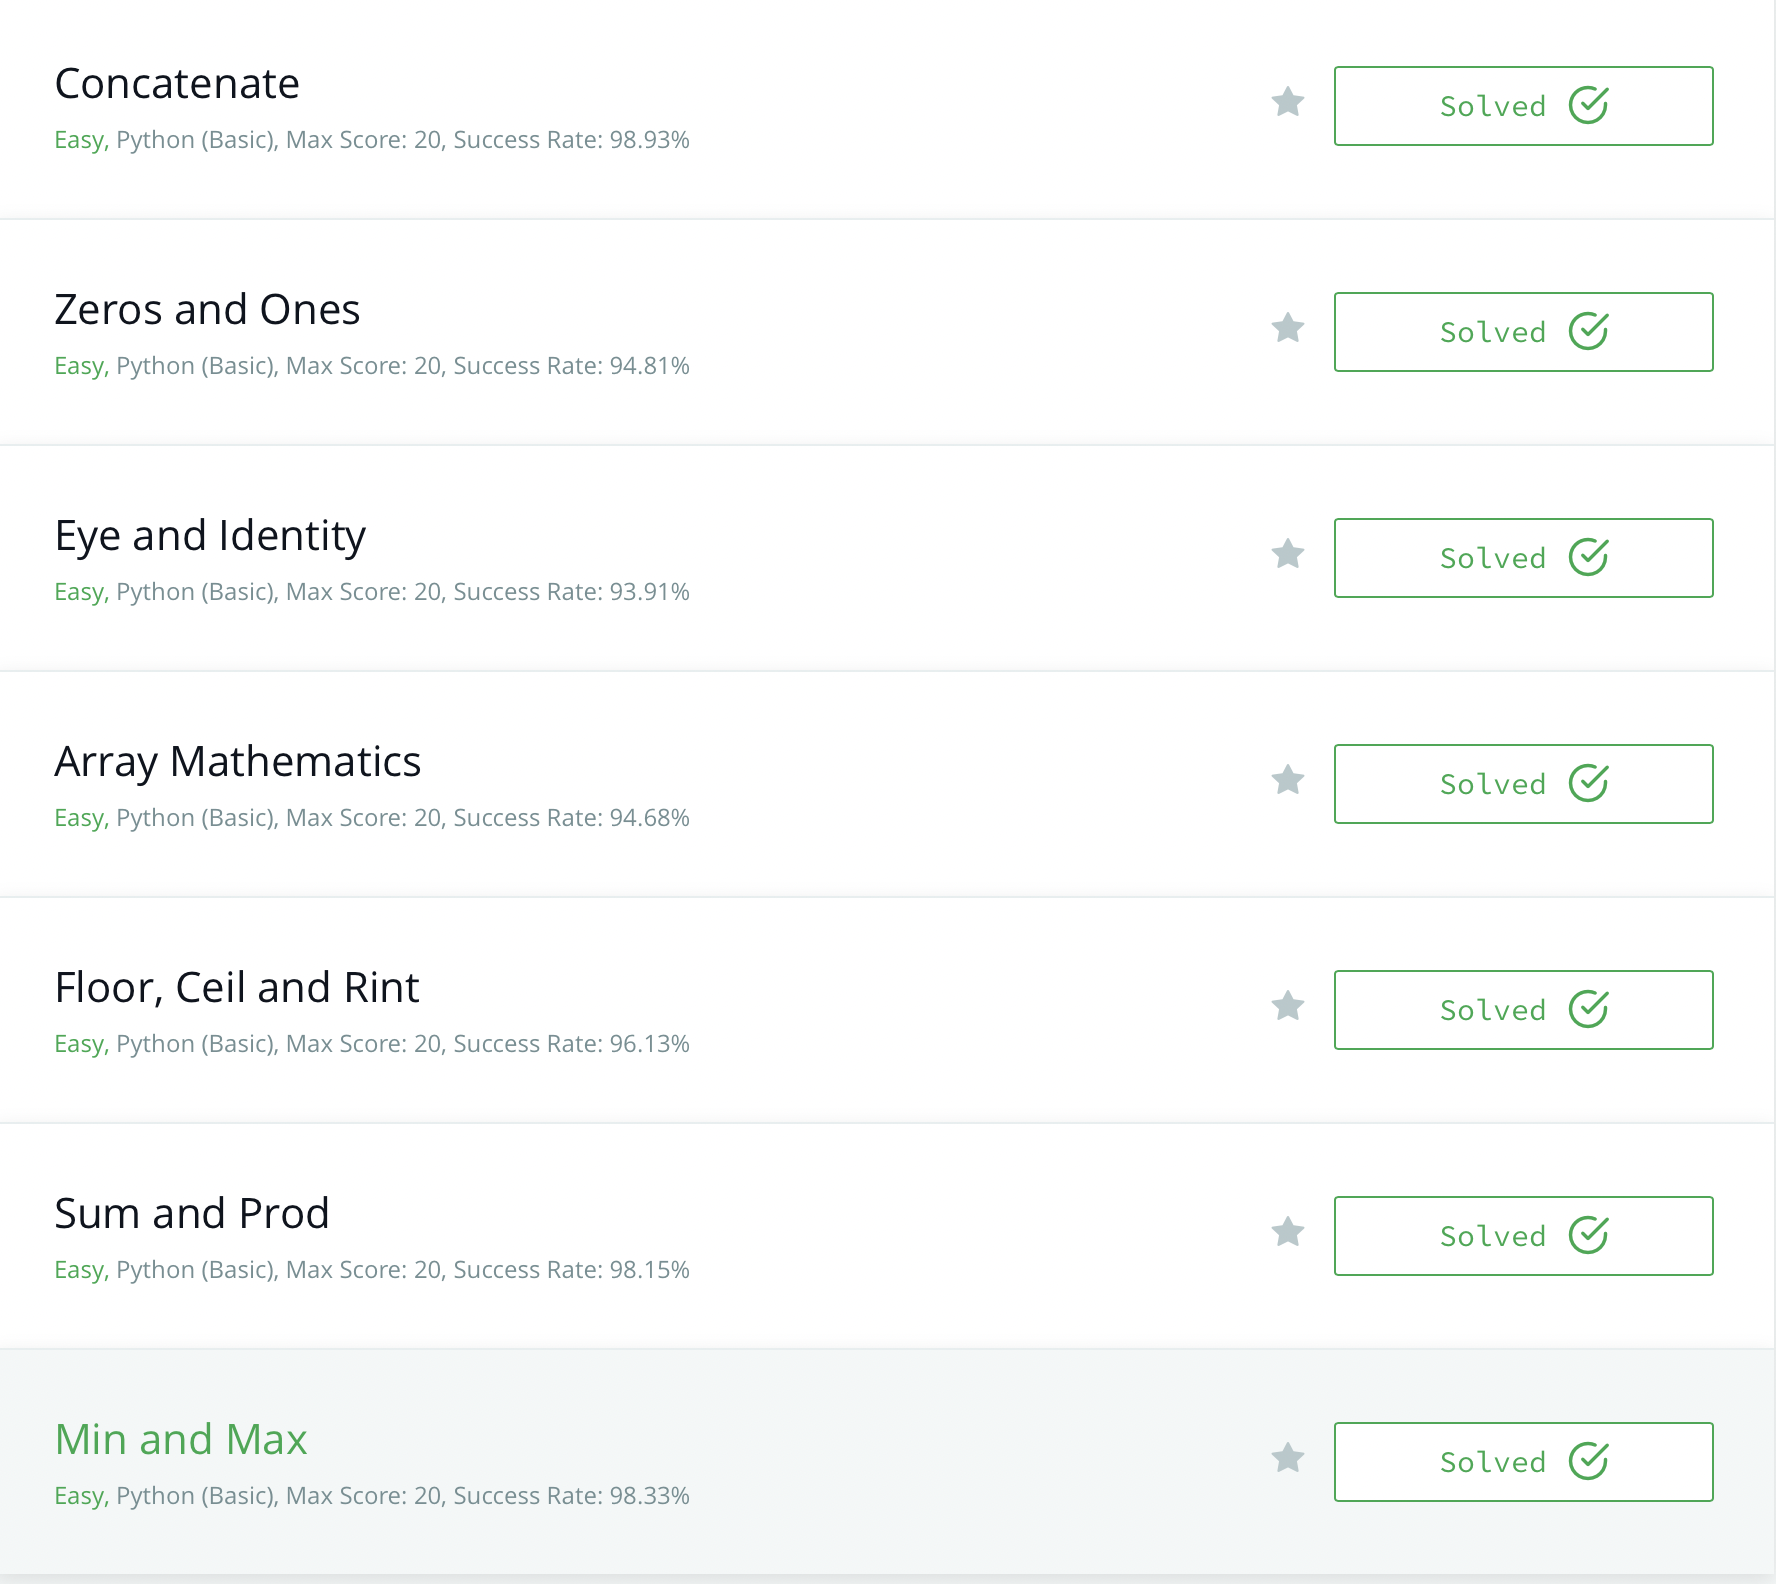 Concatenate
Solved
Easy, Python (Basic), Max Score: 20, Success Rate: 98.93%
Zeros and Ones
Solved
Easy, Python (Basic), Max Score: 20, Success Rate: 94.81%
Eye and Identity
Solved
Easy, Python (Basic), Max Score: 20, Success Rate: 93.91%
Array Mathematics
Solved
Easy, Python (Basic), Max Score: 20, Success Rate: 94.68%
Floor, Ceil and Rint
Solved
Easy, Python (Basic), Max Score: 20, Success Rate: 96.13%
Sum and Prod
Solved
Easy, Python (Basic), Max Score: 20, Success Rate: 98.15%
Min and Max
Solved
Easy, Python (Basic), Max Score: 20, Success Rate: 98.33%